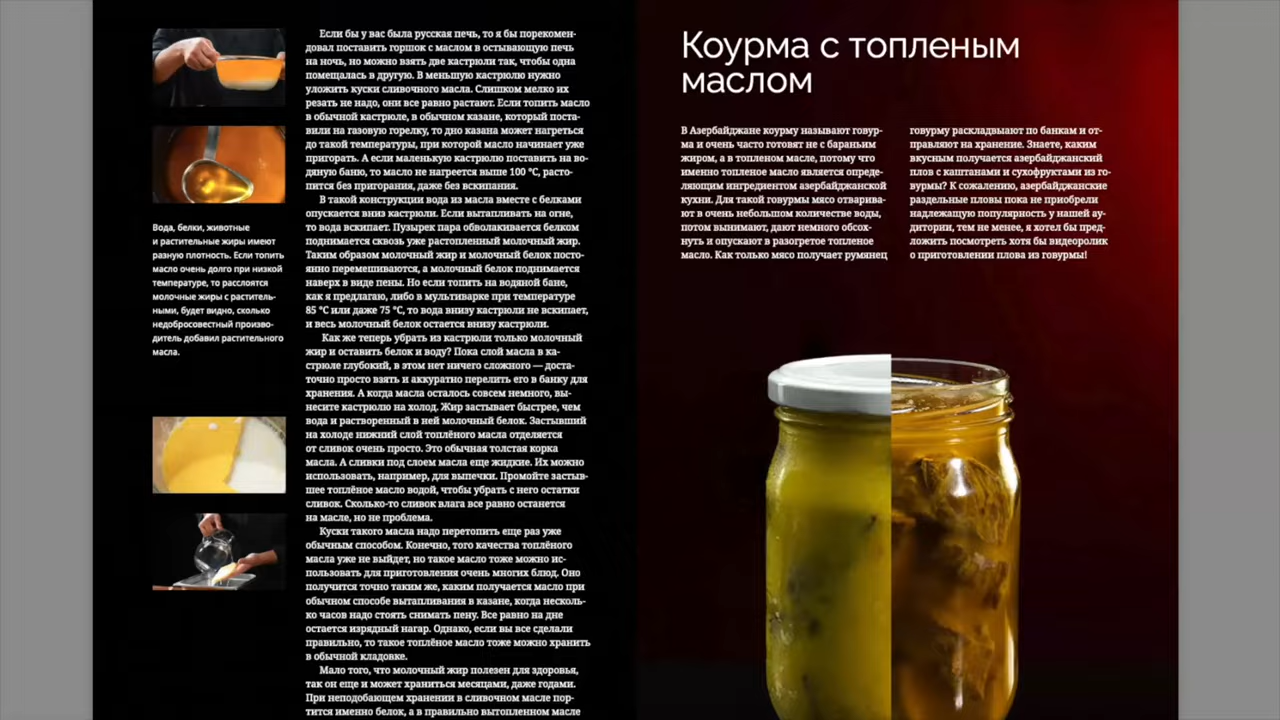 Вода, белки, животные
и растительные жиры имеют
разную плотность. Если топить
масло очень долго при низкой
температуре, то расслоятся
молочные жиры с раститель-
ными, будет видно, сколько
недобросовестный произво-
дитель добавил растительного
масла.
Если бы у вас была русская печь, то я бы порекомен-
довал поставить горшок с маслом в остывающую печь
на ночь, но можно взять две кастрюли так, чтобы одна
помещалась в другую. В меньшую кастрюлю нужно
уложить куски сливочного масла. Слишком мелко их
резать не надо, они все равно растают. Если топить масло
в обычной кастрюле, в обычном казане, который поста-
вили на газовую горелку, то дно казана может нагреться
до такой температуры, при которой масло начинает уже
пригорать. А если маленькую кастрюлю поставить на во-
дяную баню, то масло не нагреется выше 100 °C, расто-
пится без пригорания, даже без вскипания.
В такой конструкции вода из масла вместе с белками
опускается вниз кастрюли. Если вытапливать на огне,
то вода вскипает. Пузырек пара обволакивается белком
поднимается сквозь уже растопленный молочный жир.
Таким образом молочный жир и молочный белок посто-
янно перемешиваются, а молочный белок поднимается
наверх в виде пены. Но если топить на водяной бане,
как я предлагаю, либо в мультиварке при температуре
85 °C или даже 75 °C, то вода внизу кастрюли не вскипает,
и весь молочный белок остается внизу кастрюли.
Как же теперь убрать из кастрюли только молочный
жир и оставить белок и воду? Пока слой масла в ка-
стрюле глубокий, в этом нет ничего сложного — доста-
точно просто взять и аккуратно перелить его в банку для
хранения. А когда масла осталось совсем немного, вы-
несите кастрюлю на холод. Жир застывает быстрее, чем
вода и растворенный в ней молочный белок. Застывший
на холоде нижний слой топлёного масла отделяется
от сливок очень просто. Это обычная толстая корка
масла. А сливки под слоем масла еще жидкие. Их можно
использовать, например, для выпечки. Промойте застыв-
шее топлёное масло водой, чтобы убрать с него остатки
сливок. Сколько-то сливок влага все равно останется
на масле, но не проблема.
Куски такого масла надо перетопить еще раз уже
обычным способом. Конечно, того качества топлёного
масла уже не выйдет, но такое масло тоже можно ис-
пользовать для приготовления очень многих блюд. Оно
получится точно таким же, каким получается масло при
обычном способе вытапливания в казане, когда несколь-
ко часов надо стоять снимать пену. Все равно на дне
остается изрядный нагар. Однако, если вы все сделали
правильно, то такое топлёное масло тоже можно хранить
в обычной кладовке.
Мало того, что молочный жир полезен для здоровья,
так он еще и может храниться месяцами, даже годами.
При неподобающем хранении в сливочном масле пор-
тится именно белок, а в правильно вытопленном масле
Коурма с топленым
маслом
В Азербайджане коурму называют говур-
ма и очень часто готовят не с бараньим
жиром, а в топленом масле, потому что
именно топленое масло является опреде-
ляющим ингредиентом азербайджанской
кухни. Для такой говурмы мясо отварива-
ют в очень небольшом количестве воды,
потом вынимают, дают немного обсох-
нуть и опускают в разогретое топленое
масло. Как только мясо получает румянец
говурму раскладвыают по банкам и от-
правляют на хранение. Знаете, каким
вкусным получается азербайджанский
плов с каштанами и сухофруктами из го-
вурмы? К сожалению, азербайджанские
раздельные пловы пока не приобрели
надлежащую популярность у нашей ау-
дитории, тем не менее, я хотел бы пред-
ложить посмотреть хотя бы видеоролик
о приготовлении плова из говурмы!